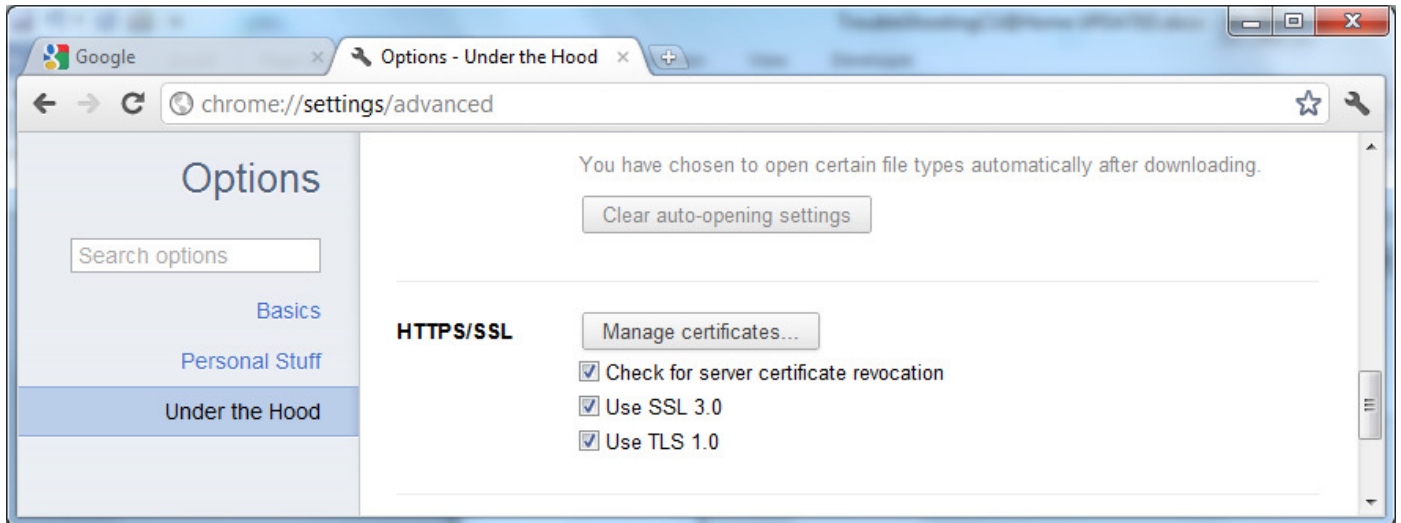 Google
Options - Under the Hood
chrome://settings/advanced
Options
Search options
Basics
Personal Stuff
Under the Hood
You have chosen to open certain file types automatically after downloading.
Clear auto-opening settings
HTTPS/SSL
Manage certificates...
Check for server certificate revocation
Use SSL 3.0
Use TLS 1.0